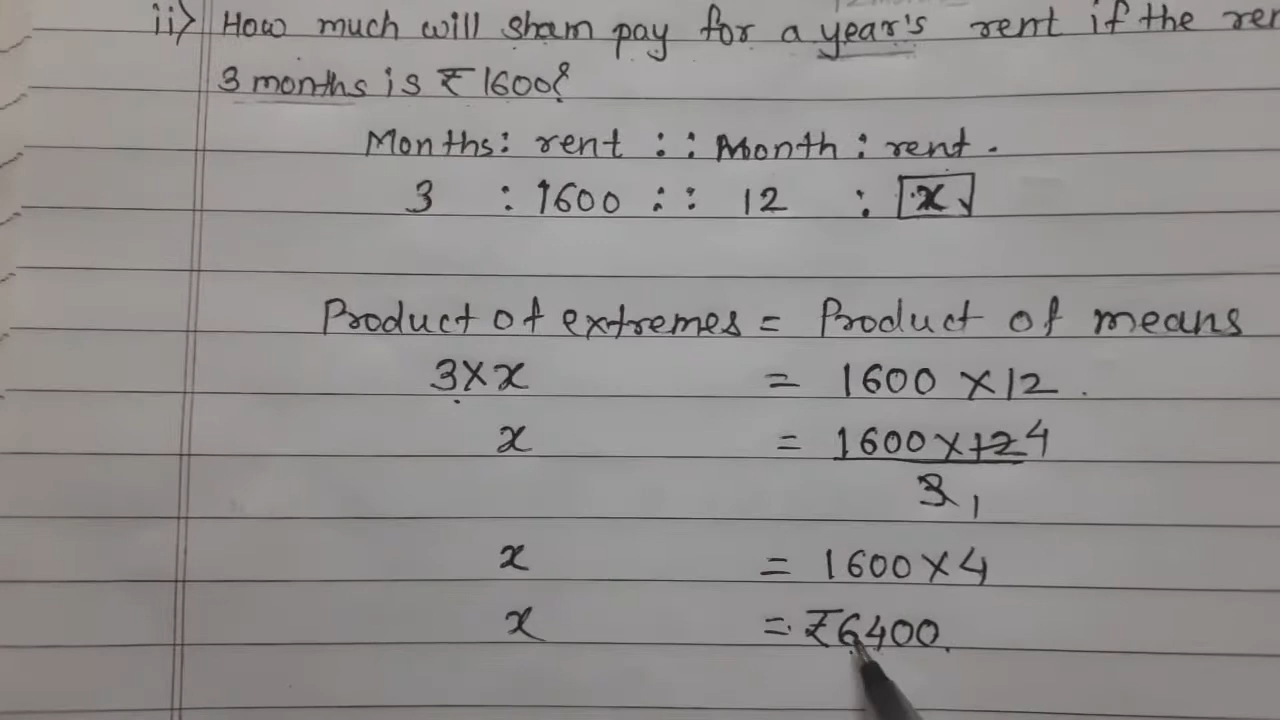 ii) How much will sham pay for a year's rent if the
3 months is ₹1600?
Months: rent :: Month : rent.
3 : 1600 :: 12 : x
Product of extremes = Product of means
3 × x = 1600 × 12.
x = 1600 × 12 4
3 1
x = 1600 × 4
x = ₹6400.